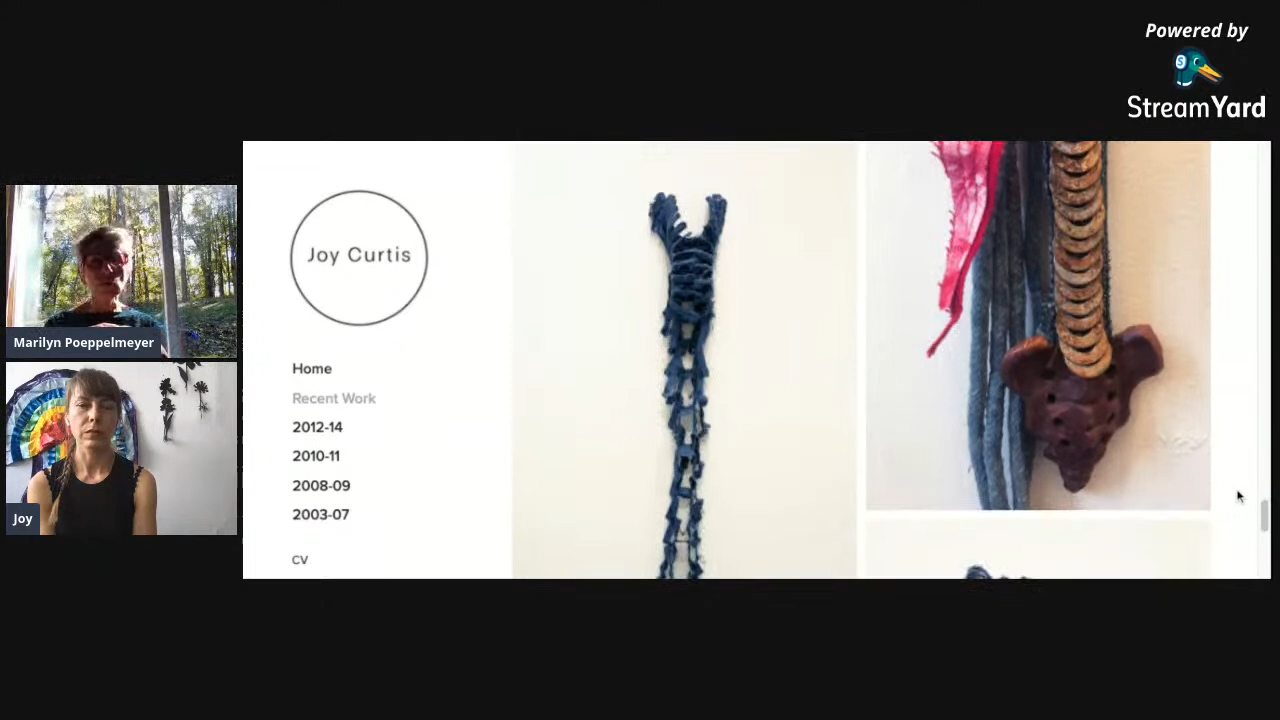 Powered by
StreamYard
Marilyn Poeppelmeyer
Joy
Joy Curtis
Home
Recent Work
2012-14
2010-11
2008-09
2003-07
CV